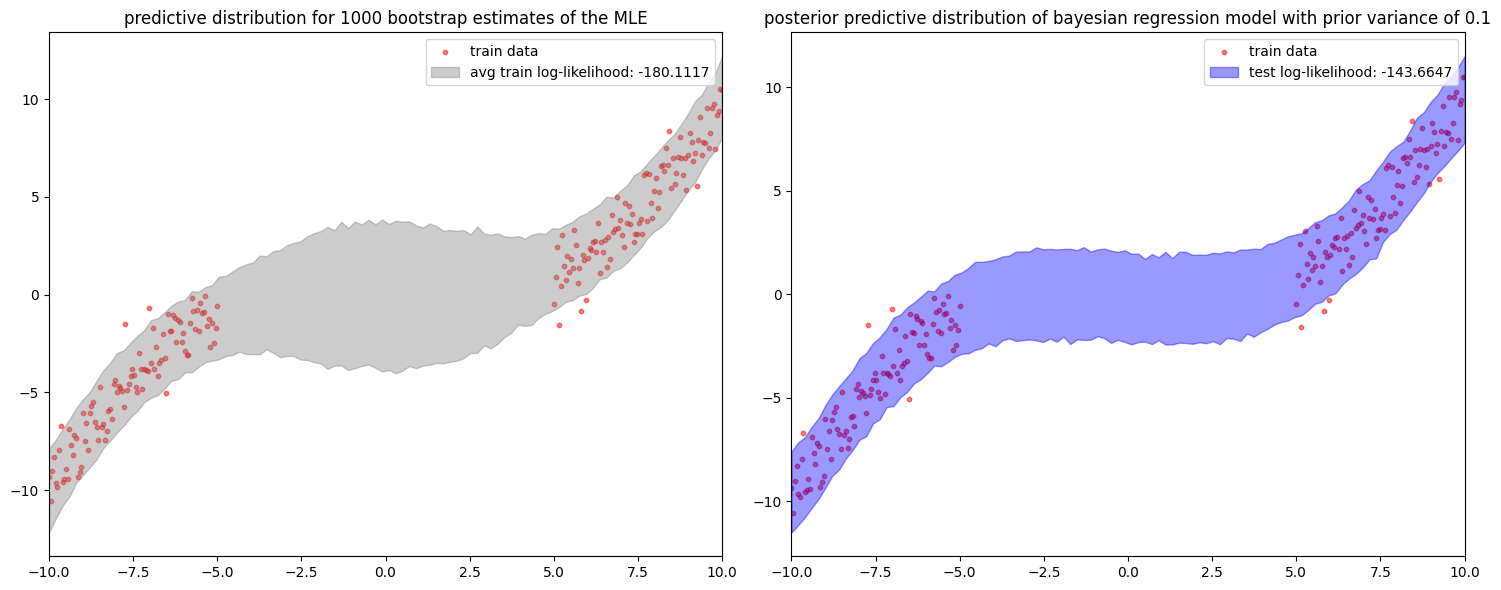 predictive distribution for 1000 bootstrap estimates of the MLE
train data
avg train log-likelihood: -180.1117
10
5
0
−5
−10
−10.0 −7.5 −5.0 −2.5 0.0 2.5 5.0 7.5 10.0
posterior predictive distribution of bayesian regression model with prior variance of 0.1
train data
test log-likelihood: -143.6647
10
5
0
−5
−10
−10.0 −7.5 −5.0 −2.5 0.0 2.5 5.0 7.5 10.0